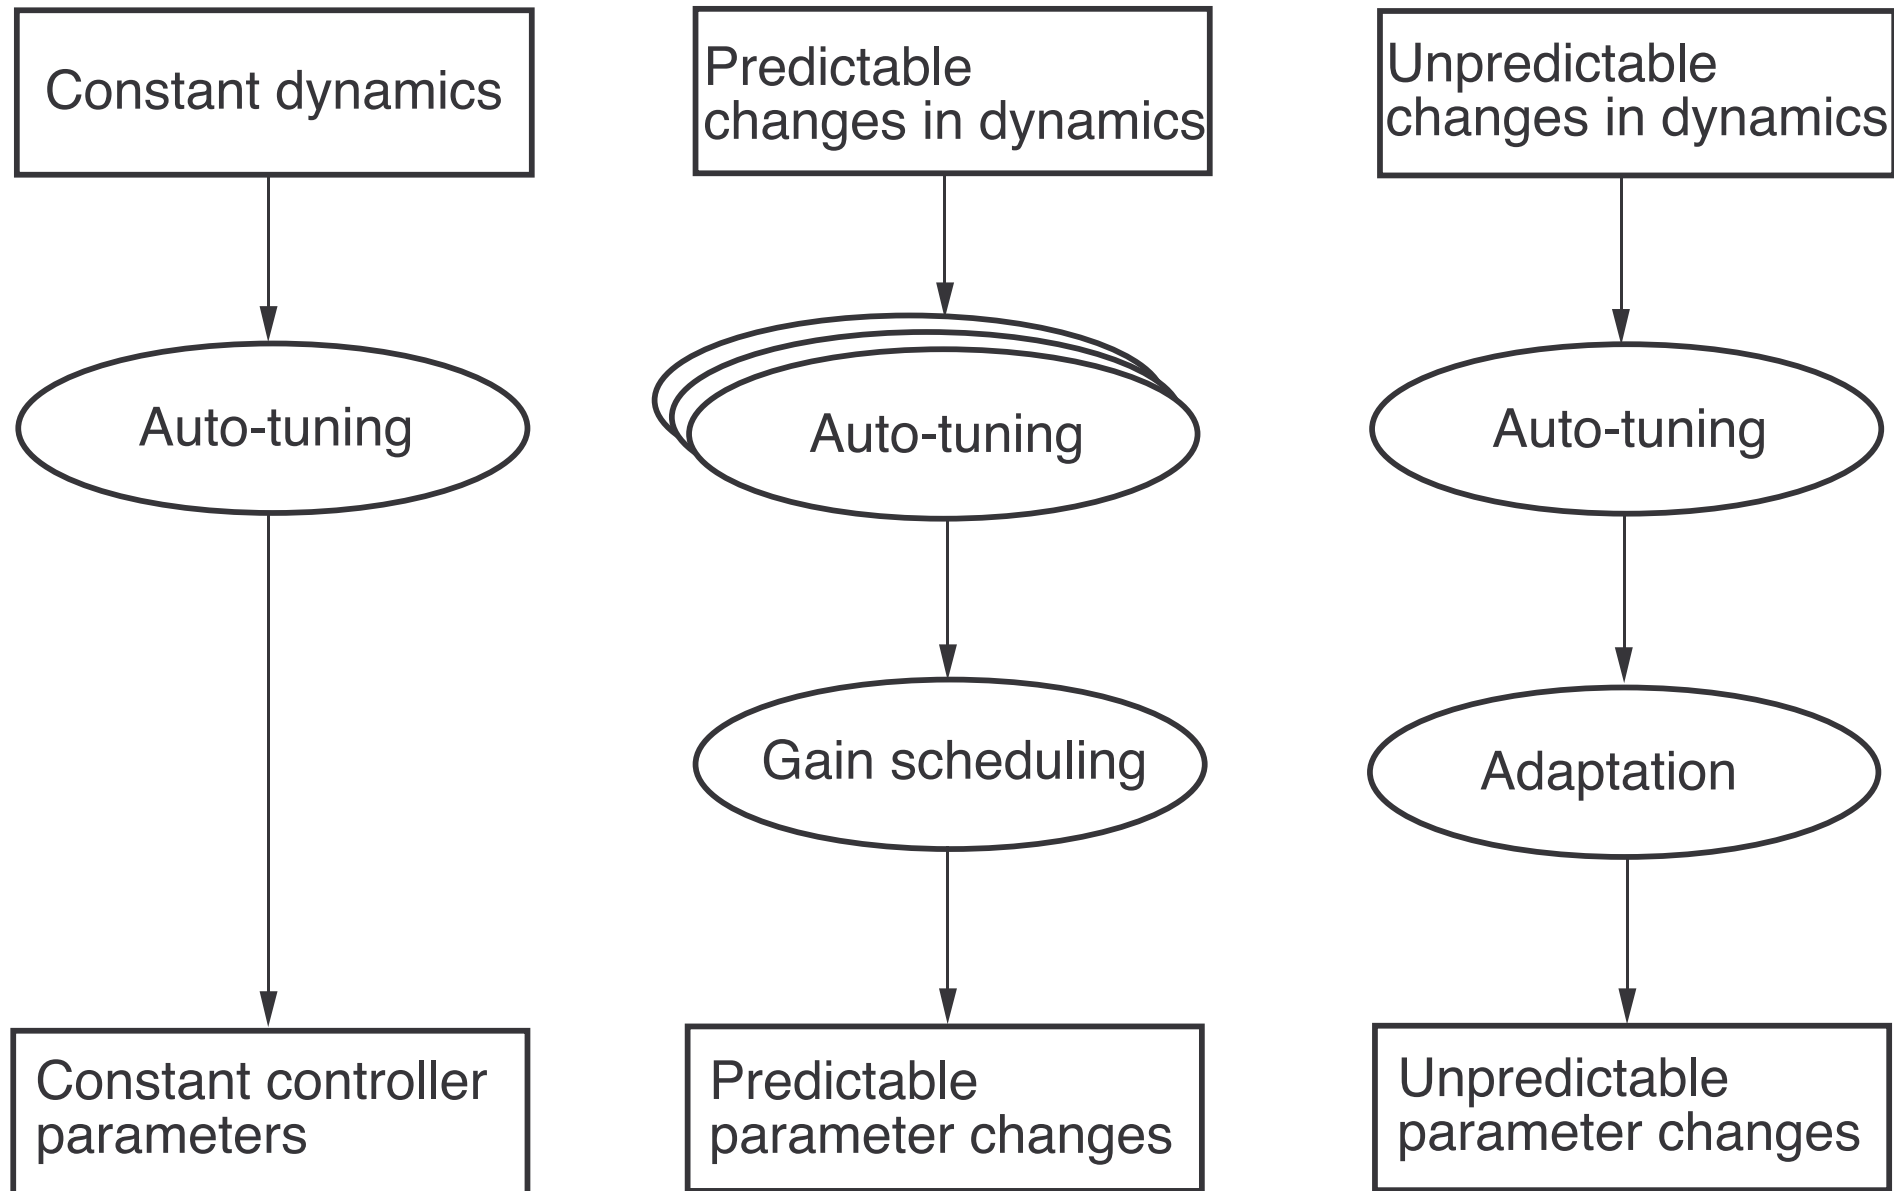 Constant dynamics
Predictable
changes in dynamics
Unpredictable
changes in dynamics
Auto-tuning
Auto-tuning
Auto-tuning
Gain scheduling
Adaptation
Constant controller
parameters
Predictable
parameter changes
Unpredictable
parameter changes